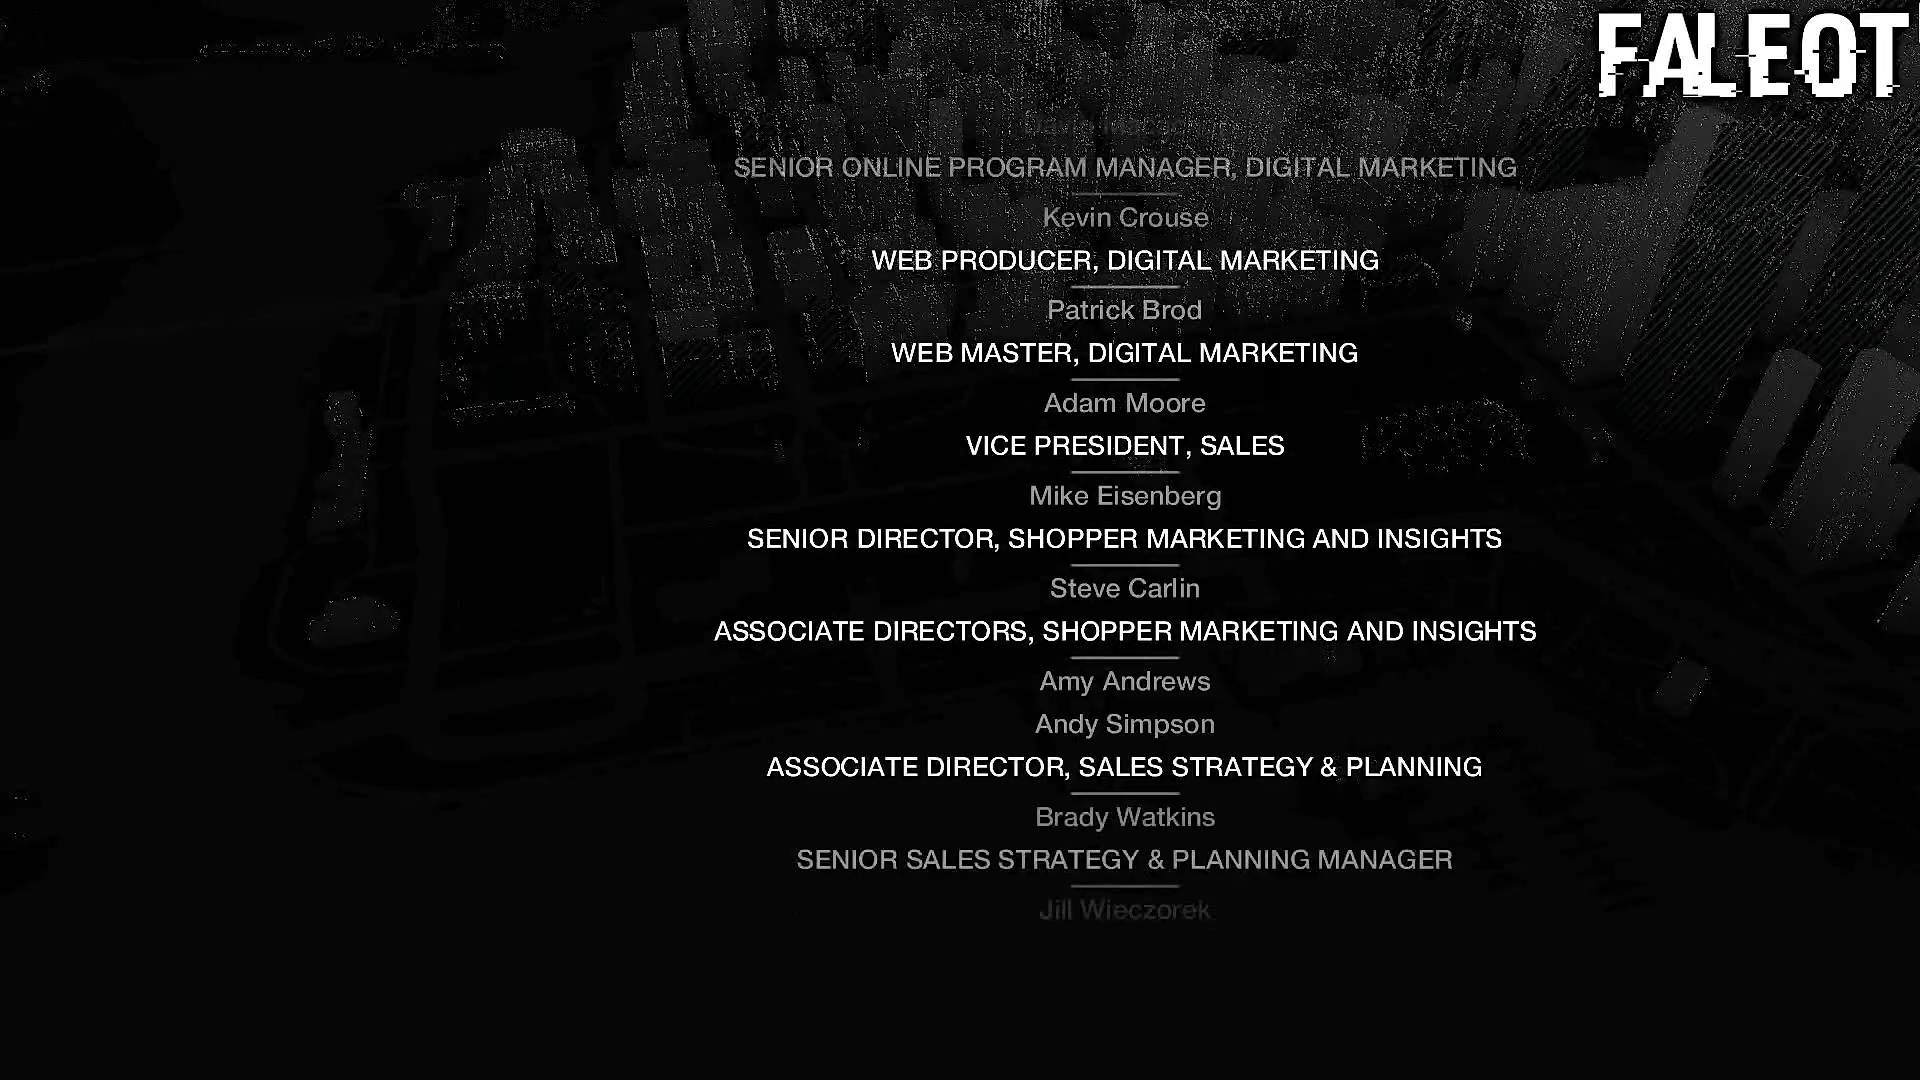 FALEOT
SENIOR ONLINE PROGRAM MANAGER, DIGITAL MARKETING
Kevin Crouse
WEB PRODUCER, DIGITAL MARKETING
Patrick Brod
WEB MASTER, DIGITAL MARKETING
Adam Moore
VICE PRESIDENT, SALES
Mike Eisenberg
SENIOR DIRECTOR, SHOPPER MARKETING AND INSIGHTS
Steve Carlin
ASSOCIATE DIRECTORS, SHOPPER MARKETING AND INSIGHTS
Amy Andrews
Andy Simpson
ASSOCIATE DIRECTOR, SALES STRATEGY & PLANNING
Brady Watkins
SENIOR SALES STRATEGY & PLANNING MANAGER
Jill Wieczorek